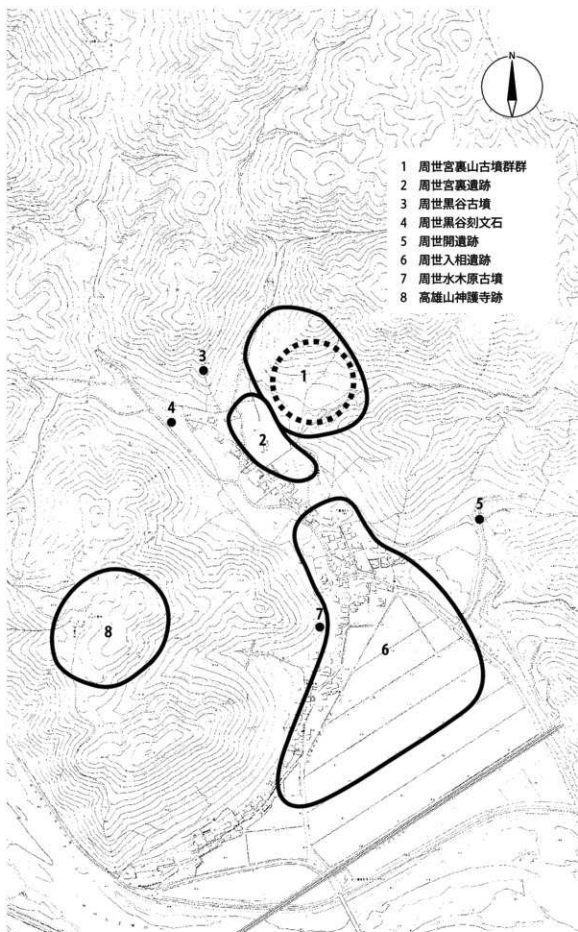 N
1 周世宮裏山古墳群群
2 周世宮裏遺跡
3 周世黒谷古墳
4 周世黒谷刻文石
5 周世開遺跡
6 周世入相遺跡
7 周世水木原古墳
8 高雄山神護寺跡
3
1
4
2
5
7
8
6